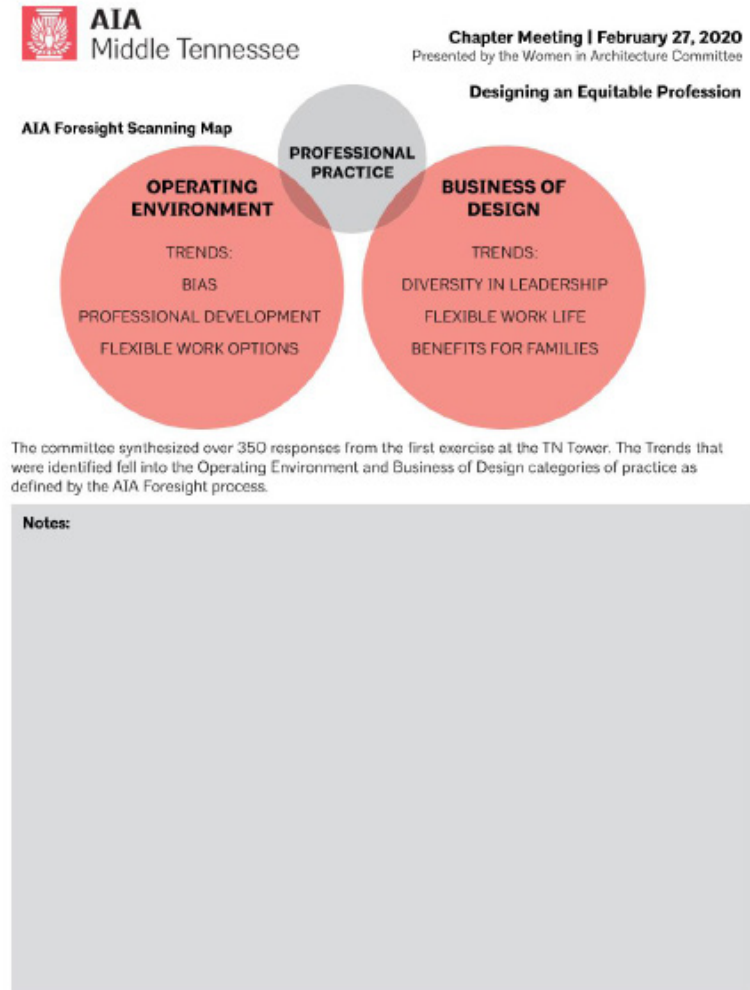 AIA
Middle Tennessee
Chapter Meeting | February 27, 2020
Presented by the Women in Architecture Committee
Designing an Equitable Profession
AIA Foresight Scanning Map
PROFESSIONAL
PRACTICE
OPERATING
ENVIRONMENT
TRENDS:
BIAS
PROFESSIONAL DEVELOPMENT
FLEXIBLE WORK OPTIONS
BUSINESS OF
DESIGN
TRENDS:
DIVERSITY IN LEADERSHIP
FLEXIBLE WORK LIFE
BENEFITS FOR FAMILIES
The committee synthesized over 350 responses from the first exercise at the TN Tower. The Trends that
were identified fell into the Operating Environment and Business of Design categories of practice as
defined by the AIA Foresight process.
Notes: